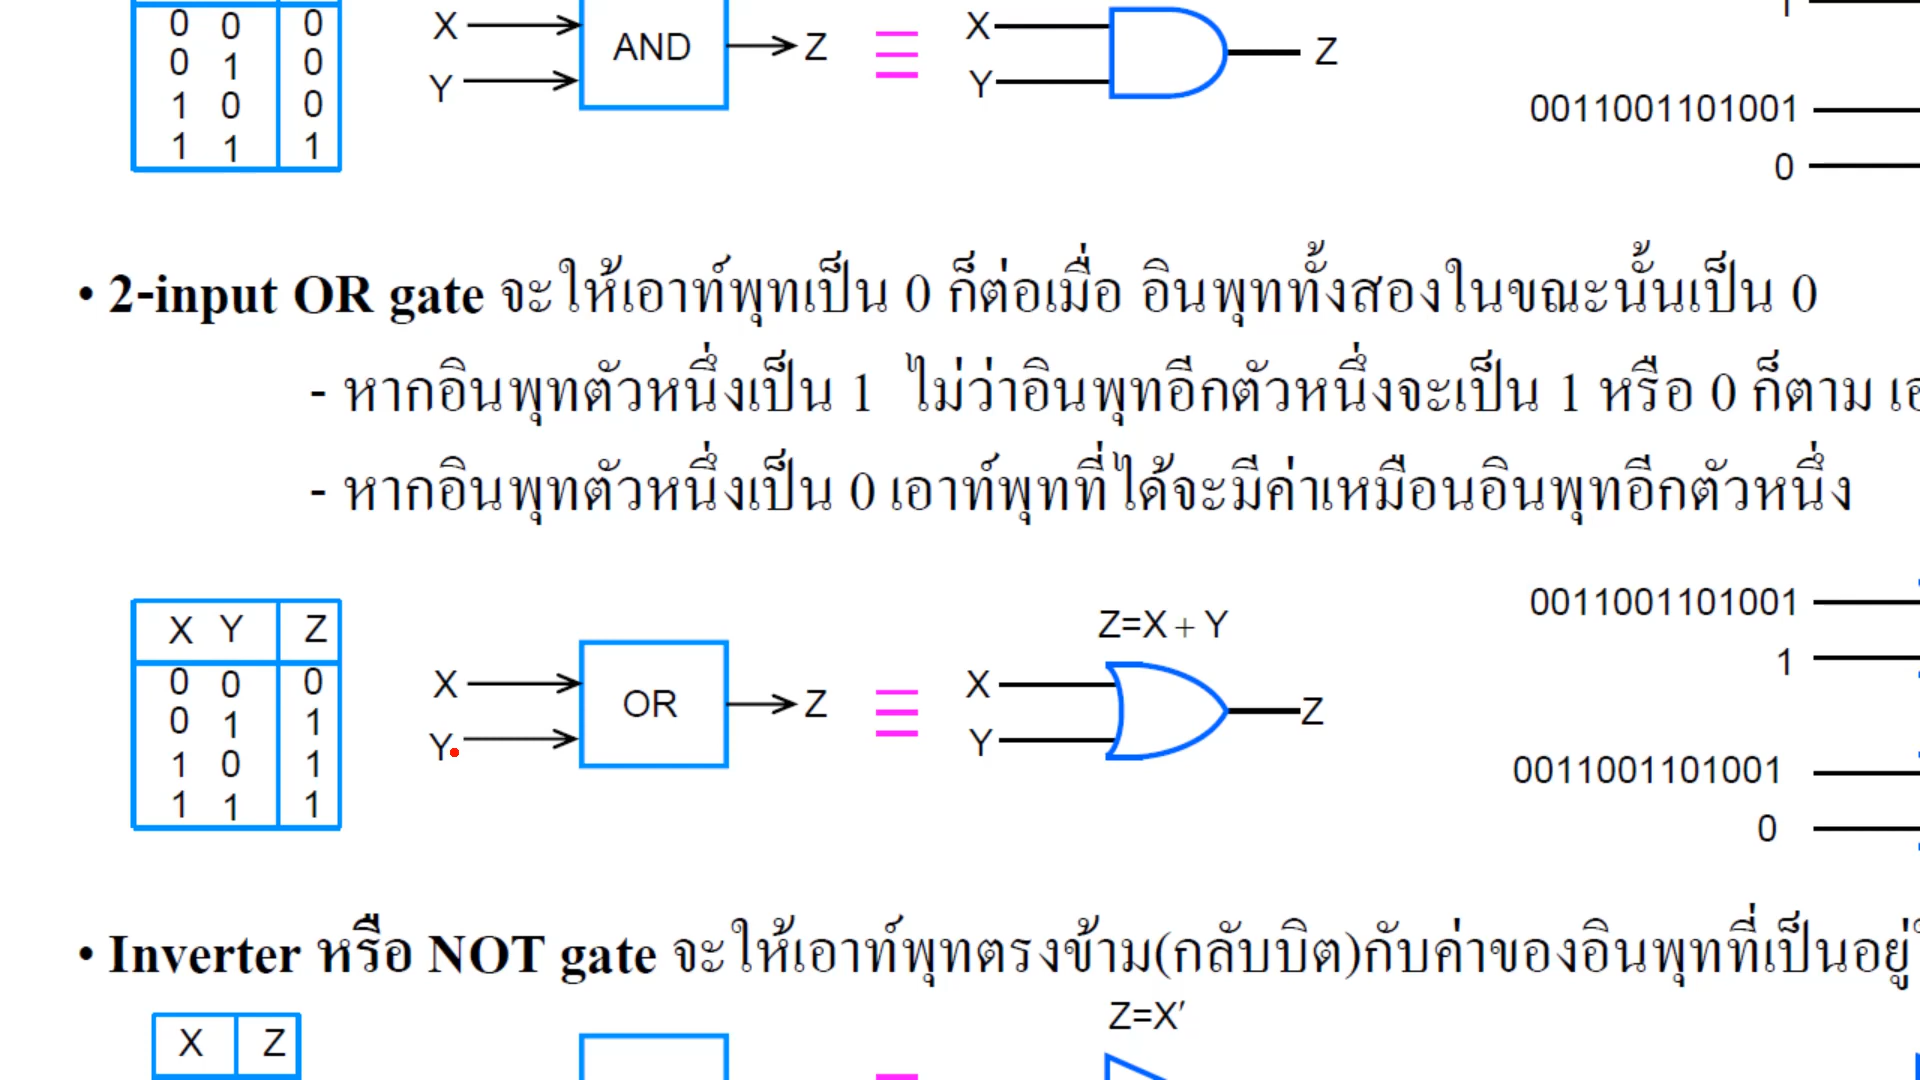 0 0 0
0 1 0
1 0 0
1 1 1
X
Y
AND
Z
X
Y
Z
0011001101001
0
• 2-input OR gate จะให้เอาท์พุทเป็น 0 ก็ต่อเมื่อ อินพุททั้งสองในขณะนั้นเป็น 0
- หากอินพุทตัวหนึ่งเป็น 1 ไม่ว่าอินพุทอีกตัวหนึ่งจะเป็น 1 หรือ 0 ก็ตาม
- หากอินพุทตัวหนึ่งเป็น 0 เอาท์พุทที่ได้จะมีค่าเหมือนอินพุทอีกตัวหนึ่ง
X Y Z
0 0 0
0 1 1
1 0 1
1 1 1
X
Y
OR
Z
Z=X + Y
X
Y
Z
0011001101001
1
0011001101001
0
• Inverter หรือ NOT gate จะให้เอาท์พุทตรงข้าม(กลับบิต)กับค่าของอินพุทที่เป็นอยู่
X Z
Z=X′